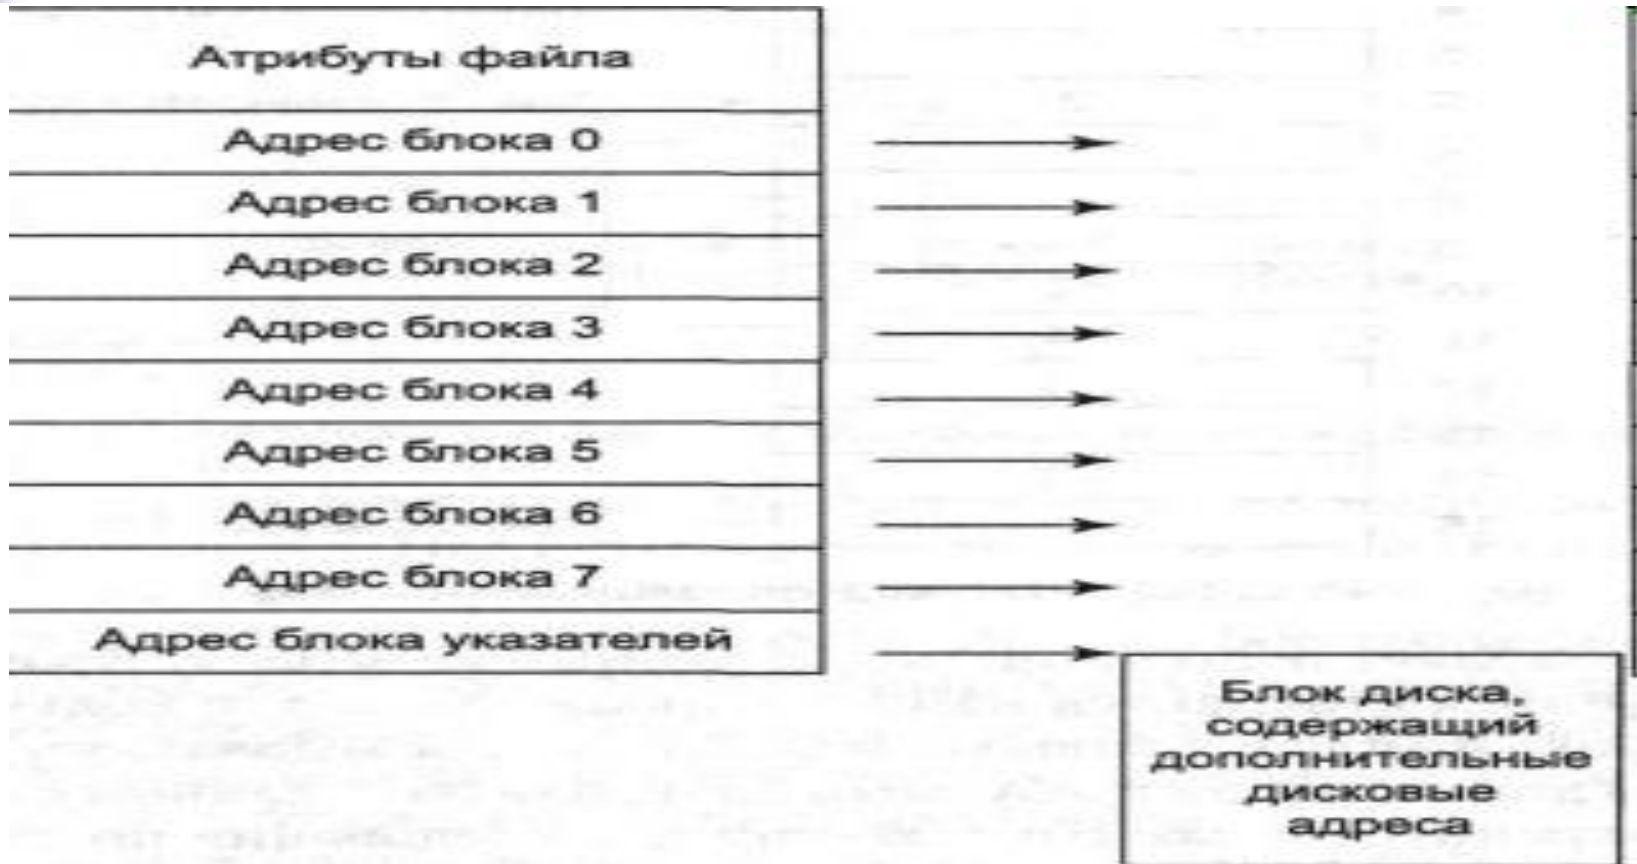 Атрибуты файла
Адрес блока 0
Адрес блока 1
Адрес блока 2
Адрес блока 3
Адрес блока 4
Адрес блока 5
Адрес блока 6
Адрес блока 7
Адрес блока указателей
Блок диска,
содержащий
дополнительные
дисковые
адреса